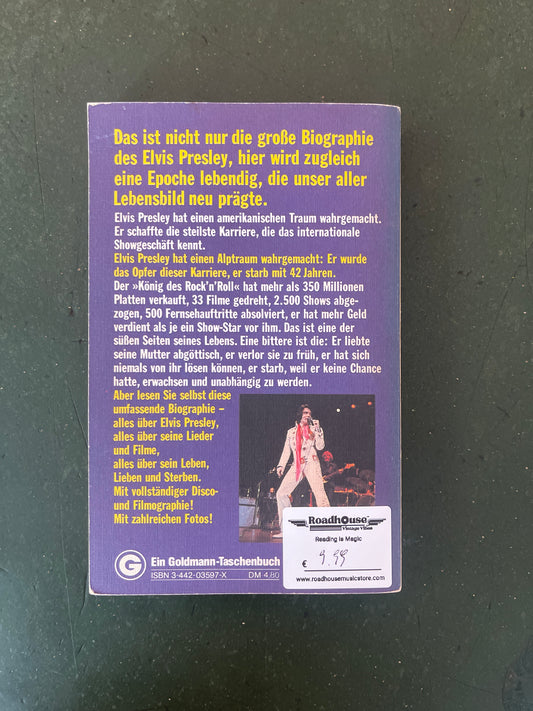 Das ist nicht nur die große Biographie
des Elvis Presley, hier wird zugleich
eine Epoche lebendig, die unser aller
Lebensbild neu prägte.
Elvis Presley hat einen amerikanischen Traum wahrgemacht.
Er schaffte die steilste Karriere, die das internationale
Showgeschäft kennt.
Elvis Presley hat einen Alptraum wahrgemacht: Er wurde
das Opfer dieser Karriere, er starb mit 42 Jahren.
Der »König des Rock'n'Roll« hat mehr als 350 Millionen
Platten verkauft, 33 Filme gedreht, 2.500 Shows abge-
zogen, 500 Fernsehauftritte absolviert, er hat mehr Geld
verdient als je ein Show-Star vor ihm. Das ist eine der
süßen Seiten seines Lebens. Eine bittere ist die: Er liebte
seine Mutter abgöttisch, er verlor sie zu früh, er hat sich
niemals von ihr lösen können, er starb, weil er keine Chance
hatte, erwachsen und unabhängig zu werden.
Aber lesen Sie selbst diese
umfassende Biographie –
alles über Elvis Presley,
alles über seine Lieder
und Filme,
alles über sein Leben,
Lieben und Sterben.
Mit vollständiger Disco-
und Filmographie!
Mit zahlreichen Fotos!
G Ein Goldmann-Taschenbuch
ISBN 3-442-03597-X DM 4.80
Roadhouse
Vintage Vibes
Reading is Magic
€ 9.99
www.roadhousemusicstore.com